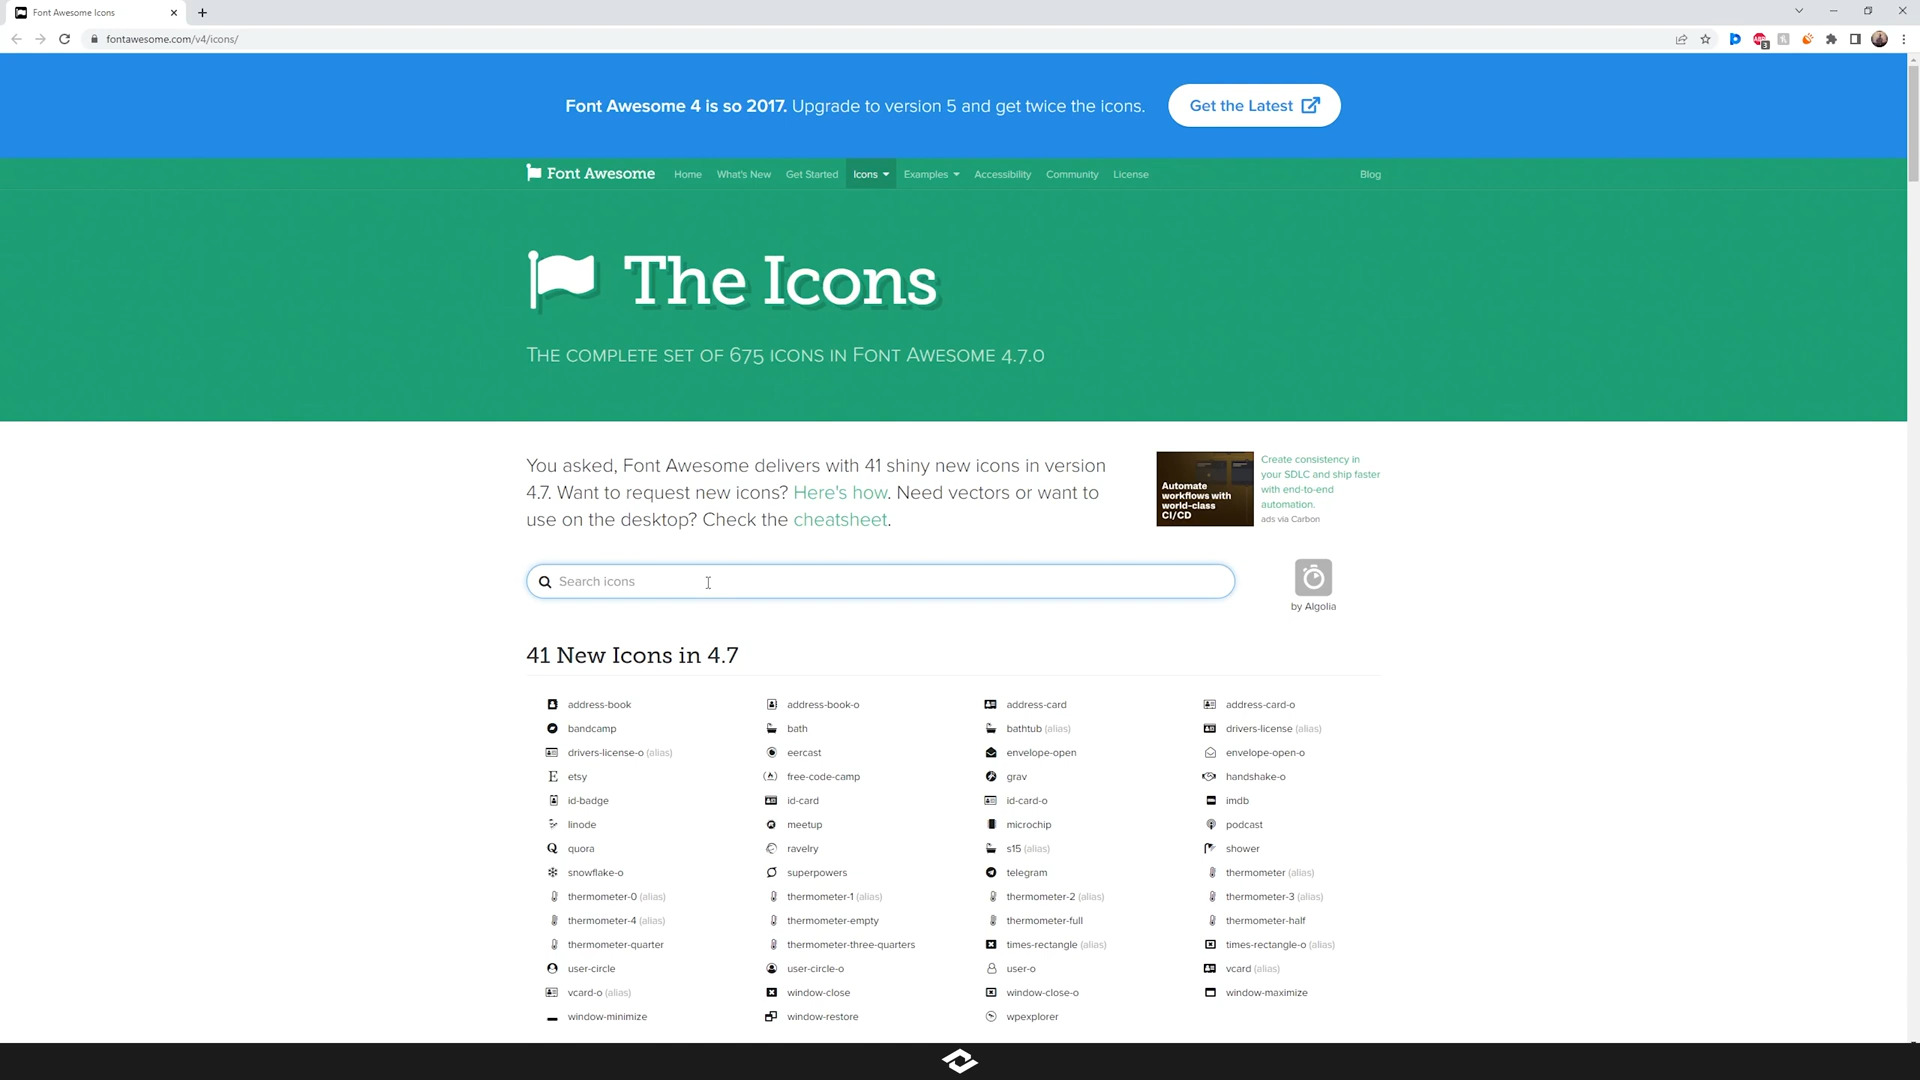 Font Awesome Icons
fontawesome.com/v4/icons/
Font Awesome 4 is so 2017. Upgrade to version 5 and get twice the icons.
Get the Latest
Font Awesome Home What's New Get Started Icons Examples Accessibility Community License Blog
The Icons
THE COMPLETE SET OF 675 ICONS IN FONT AWESOME 4.7.0
You asked, Font Awesome delivers with 41 shiny new icons in version
4.7. Want to request new icons? Here's how. Need vectors or want to
use on the desktop? Check the cheatsheet.
Automate
workflows with
world-class
CI/CD
Create consistency in
your SDLC and ship faster
with end-to-end
automation.
ads via Carbon
Search icons
by Algolia
41 New Icons in 4.7
address-book address-book-o address-card address-card-o
bandcamp bath bathtub (alias) drivers-license (alias)
drivers-license-o (alias) eercast envelope-open envelope-open-o
etsy free-code-camp grav handshake-o
id-badge id-card id-card-o imdb
linode meetup microchip podcast
quora ravelry s15 (alias) shower
snowflake-o superpowers telegram thermometer (alias)
thermometer-0 (alias) thermometer-1 (alias) thermometer-2 (alias) thermometer-3 (alias)
thermometer-4 (alias) thermometer-empty thermometer-full thermometer-half
thermometer-quarter thermometer-three-quarters times-rectangle (alias) times-rectangle-o (alias)
user-circle user-circle-o user-o vcard (alias)
vcard-o (alias) window-close window-close-o window-maximize
window-minimize window-restore wpexplorer